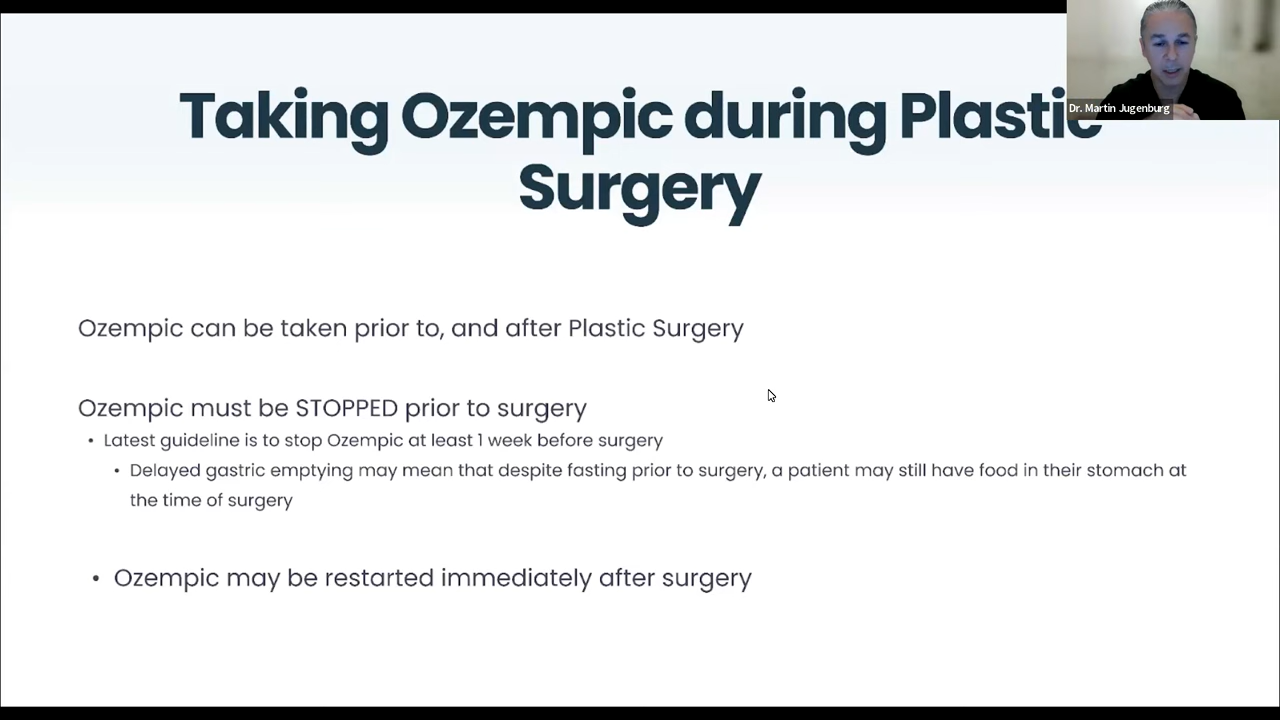 Taking Ozempic during Plastic
Surgery
Dr. Martin Jugenburg
Ozempic can be taken prior to, and after Plastic Surgery
Ozempic must be STOPPED prior to surgery
• Latest guideline is to stop Ozempic at least 1 week before surgery
• Delayed gastric emptying may mean that despite fasting prior to surgery, a patient may still have food in their stomach at
the time of surgery
• Ozempic may be restarted immediately after surgery